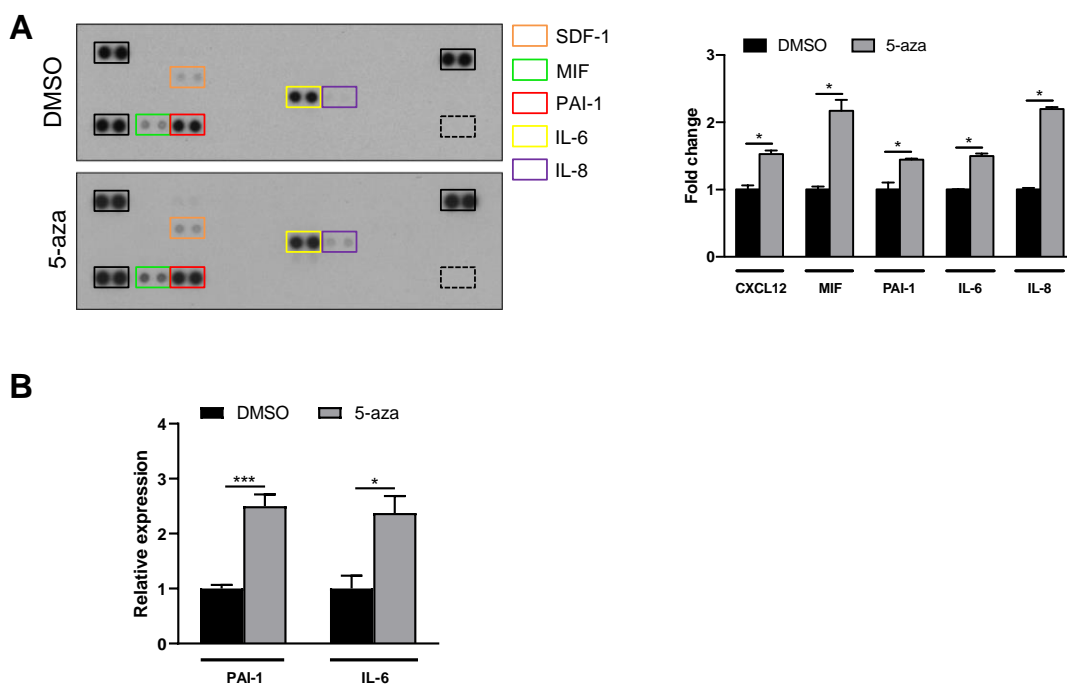 A
DMSO
5-aza
SDF-1
MIF
PAI-1
IL-6
IL-8
DMSO 5-aza
Fold change
3
2
1
0
* * * * *
CXCL12 MIF PAI-1 IL-6 IL-8
B
DMSO 5-aza
Relative expression
4
3
2
1
0
*** *
PAI-1 IL-6